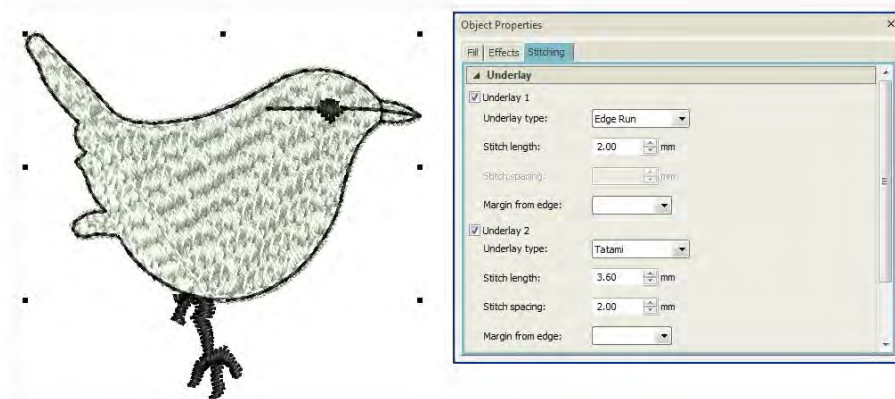 Object Properties
Fill Effects Stitching
Underlay
Underlay 1
Underlay type: Edge Run
Stitch length: 2.00 mm
Stitch spacing: mm
Margin from edge:
Underlay 2
Underlay type: Tatami
Stitch length: 3.60 mm
Stitch spacing: 2.00 mm
Margin from edge: